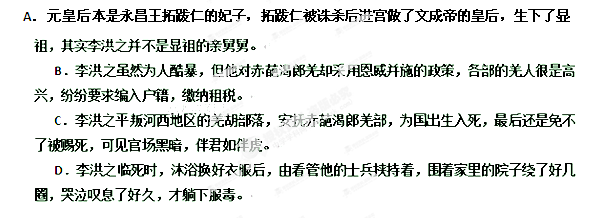 A．元皇后本是永昌王拓跋仁的妃子，拓跋仁被诛杀后进宫做了文成帝的皇后，生下了显
祖，其实李洪之并不是显祖的亲舅舅。
B．李洪之虽然为人酷暴，但他对赤葩渴郎羌却采用恩威并施的政策，各部的羌人很是高
兴，纷纷要求编入户籍，缴纳租税。
C．李洪之平叛河西地区的羌胡部落，安抚赤葩渴郎羌部，为国出生入死，最后还是免不
了被赐死，可见官场黑暗，伴君如伴虎。
D．李洪之临死时，沐浴换好衣服后，由看管他的士兵挟持着，围着家里的院子绕了好几
圈，哭泣叹息了好久，才躺下服毒。